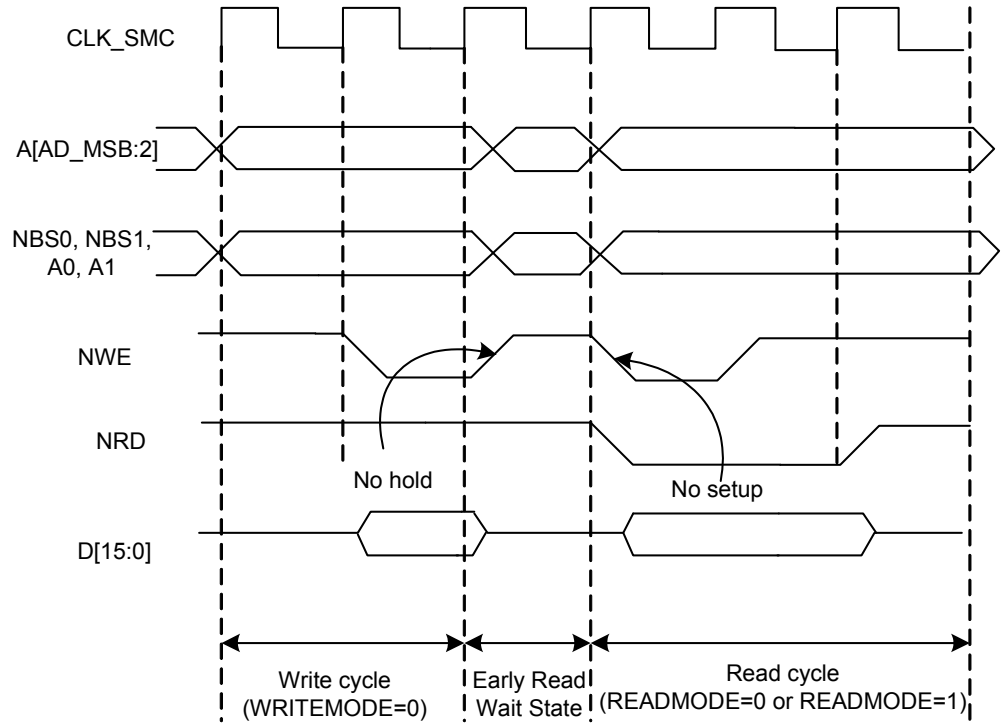 CLK_SMC
A[AD_MSB:2]
NBS0, NBS1,
A0, A1
NWE
NRD
No hold
No setup
D[15:0]
Write cycle
(WRITEMODE=0)
Early Read
Wait State
Read cycle
(READMODE=0 or READMODE=1)